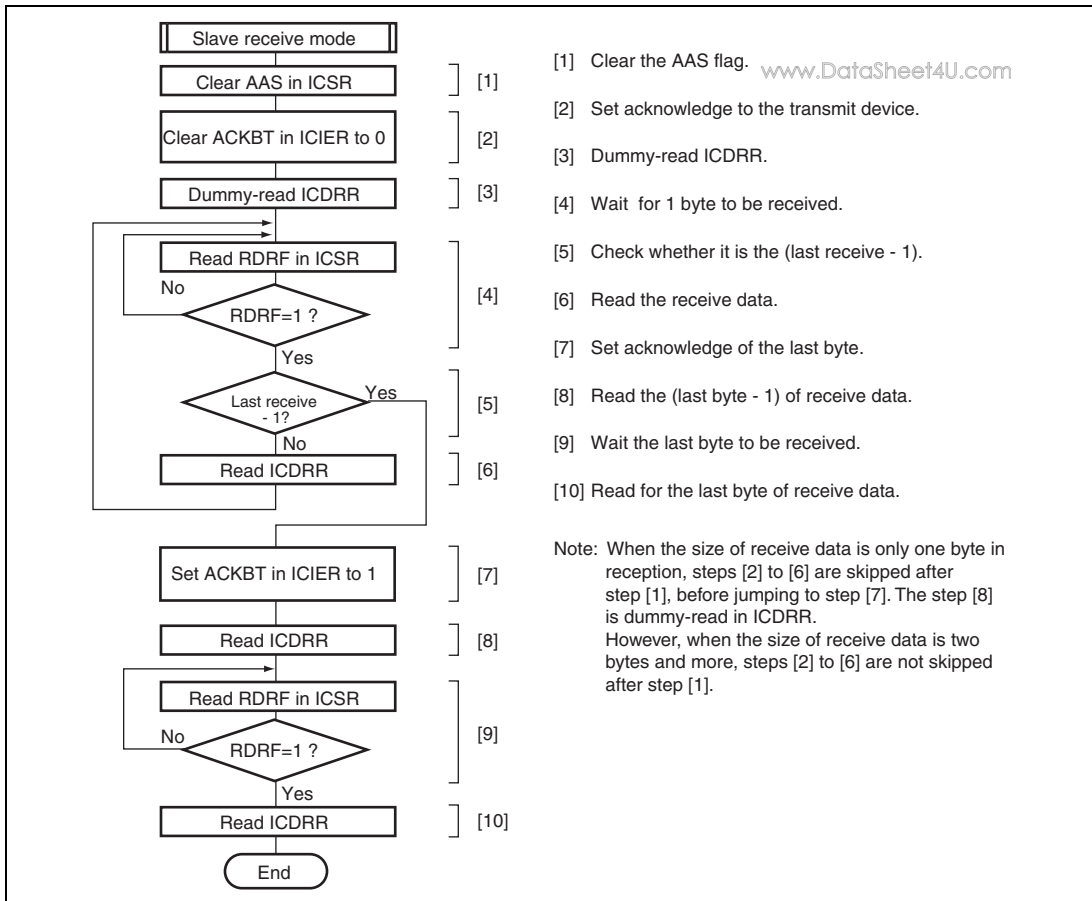 Slave receive mode
Clear AAS in ICSR
[1]
Clear ACKBT in ICIER to 0
[2]
Dummy-read ICDRR
[3]
Read RDRF in ICSR
No
RDRF=1 ?
[4]
Yes
Last receive
- 1?
Yes
[5]
No
Read ICDRR
[6]
Set ACKBT in ICIER to 1
[7]
Read ICDRR
[8]
Read RDRF in ICSR
No
RDRF=1 ?
[9]
Yes
Read ICDRR
[10]
End
[1] Clear the AAS flag.
www.DataSheet4U.com
[2] Set acknowledge to the transmit device.
[3] Dummy-read ICDRR.
[4] Wait for 1 byte to be received.
[5] Check whether it is the (last receive - 1).
[6] Read the receive data.
[7] Set acknowledge of the last byte.
[8] Read the (last byte - 1) of receive data.
[9] Wait the last byte to be received.
[10] Read for the last byte of receive data.
Note: When the size of receive data is only one byte in
reception, steps [2] to [6] are skipped after
step [1], before jumping to step [7]. The step [8]
is dummy-read in ICDRR.
However, when the size of receive data is two
bytes and more, steps [2] to [6] are not skipped
after step [1].